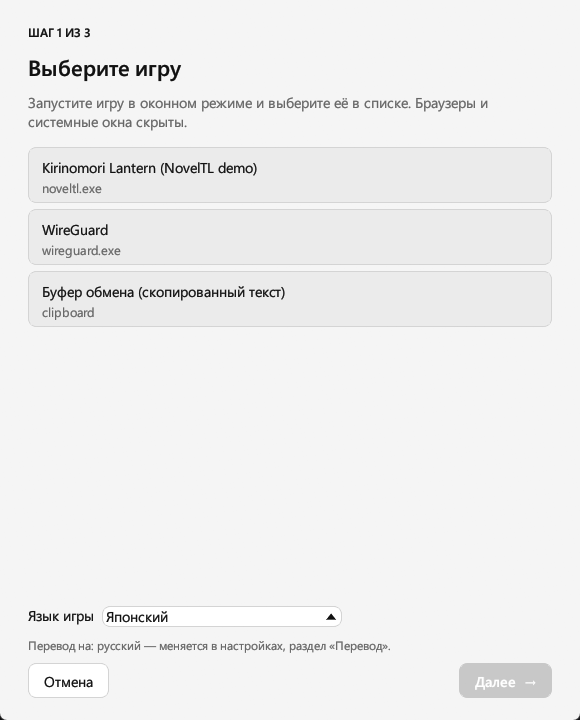 ШАГ 1 ИЗ 3
Выберите игру
Запустите игру в оконном режиме и выберите её в списке. Браузеры и
системные окна скрыты.
Kirinomori Lantern (NovelTL demo)
noveltl.exe
WireGuard
wireguard.exe
Буфер обмена (скопированный текст)
clipboard
Язык игры Японский
Перевод на: русский — меняется в настройках, раздел «Перевод».
Отмена Далее →